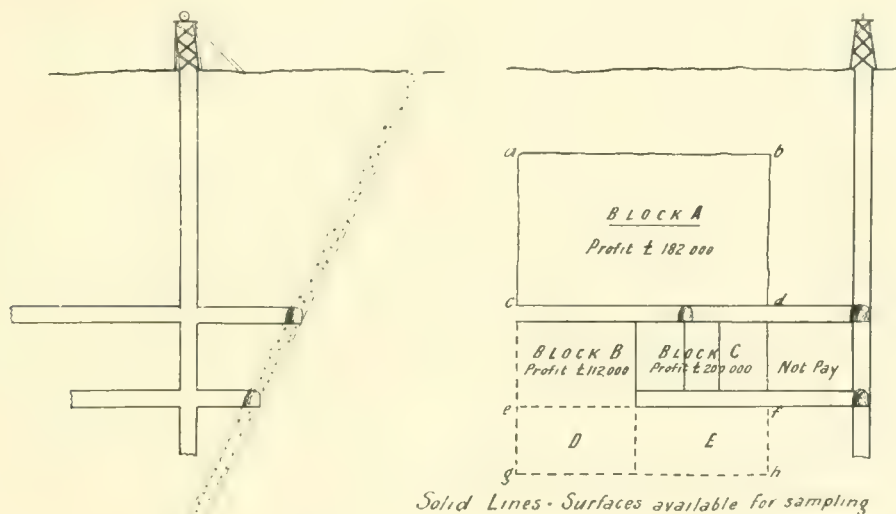 a b
BLOCK A
Profit £ 182 000
c d
BLOCK B BLOCK C
Profit £112,000 Profit £200 000 Not Pay
e f
D E
g h
Solid Lines - Surfaces available for sampling